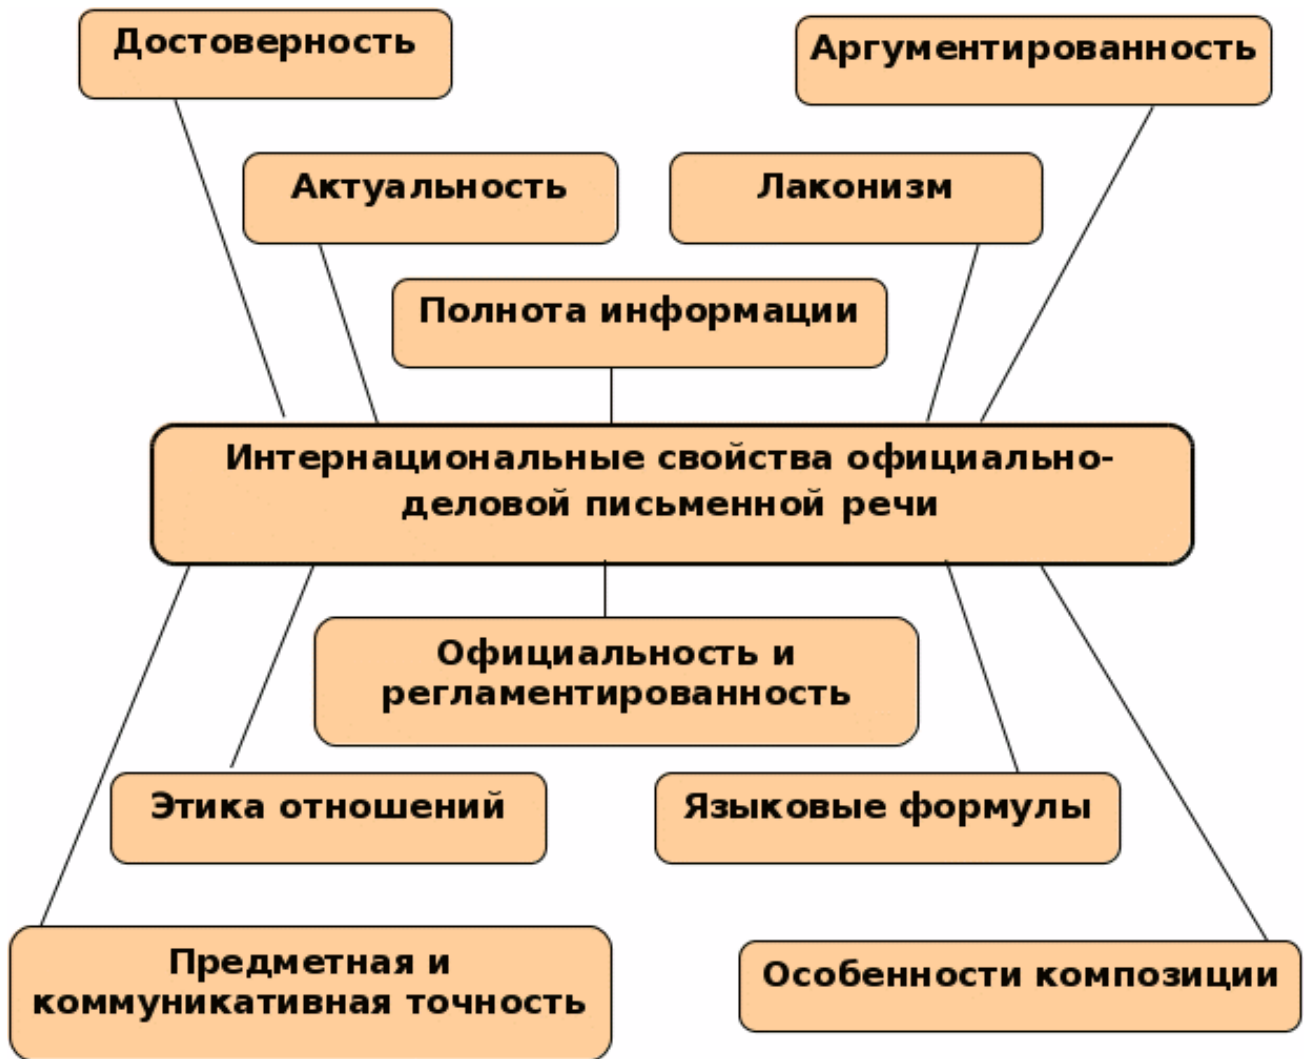 Достоверность
Аргументированность
Актуальность
Лаконизм
Полнота информации
Интернациональные свойства официально-
деловой письменной речи
Официальность и
регламентированность
Этика отношений
Языковые формулы
Предметная и
коммуникативная точность
Особенности композиции